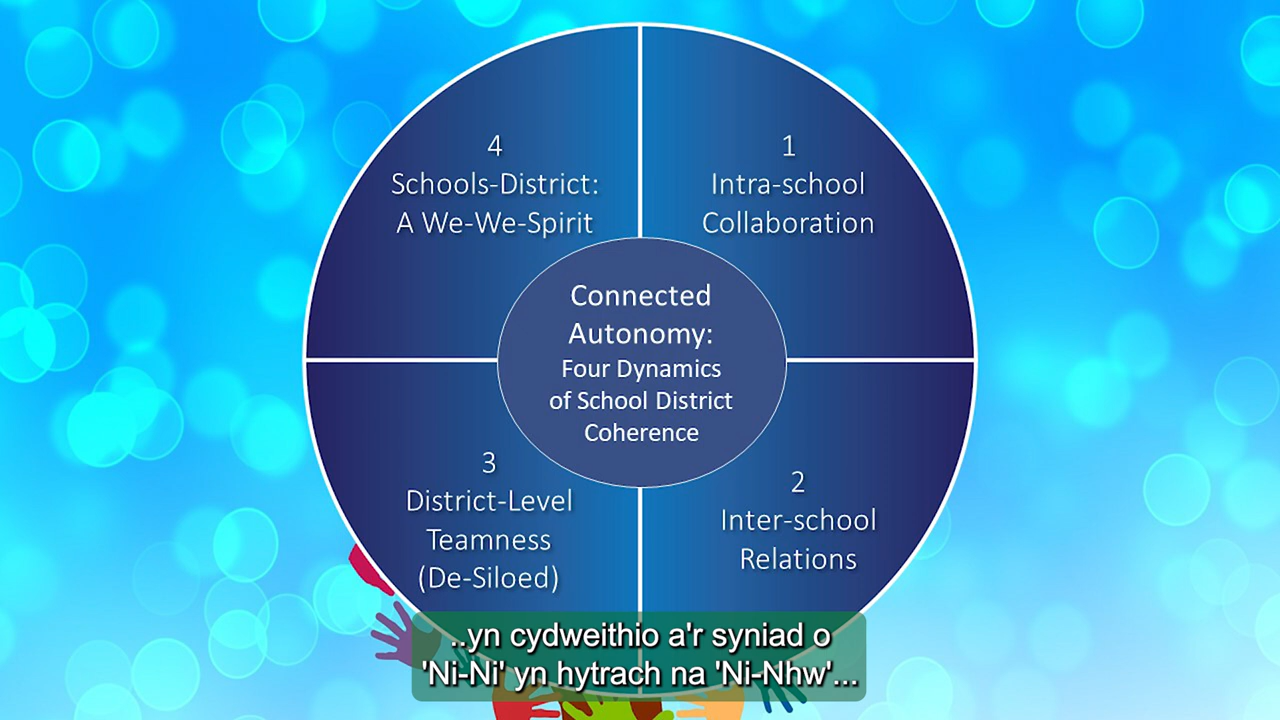 4
Schools-District:
A We-We-Spirit
1
Intra-school
Collaboration
Connected
Autonomy:
Four Dynamics
of School District
Coherence
3
District-Level
Teamness
(De-Siloed)
2
Inter-school
Relations
..yn cydweithio a'r syniad o
'Ni-Ni' yn hytrach na 'Ni-Nhw'...